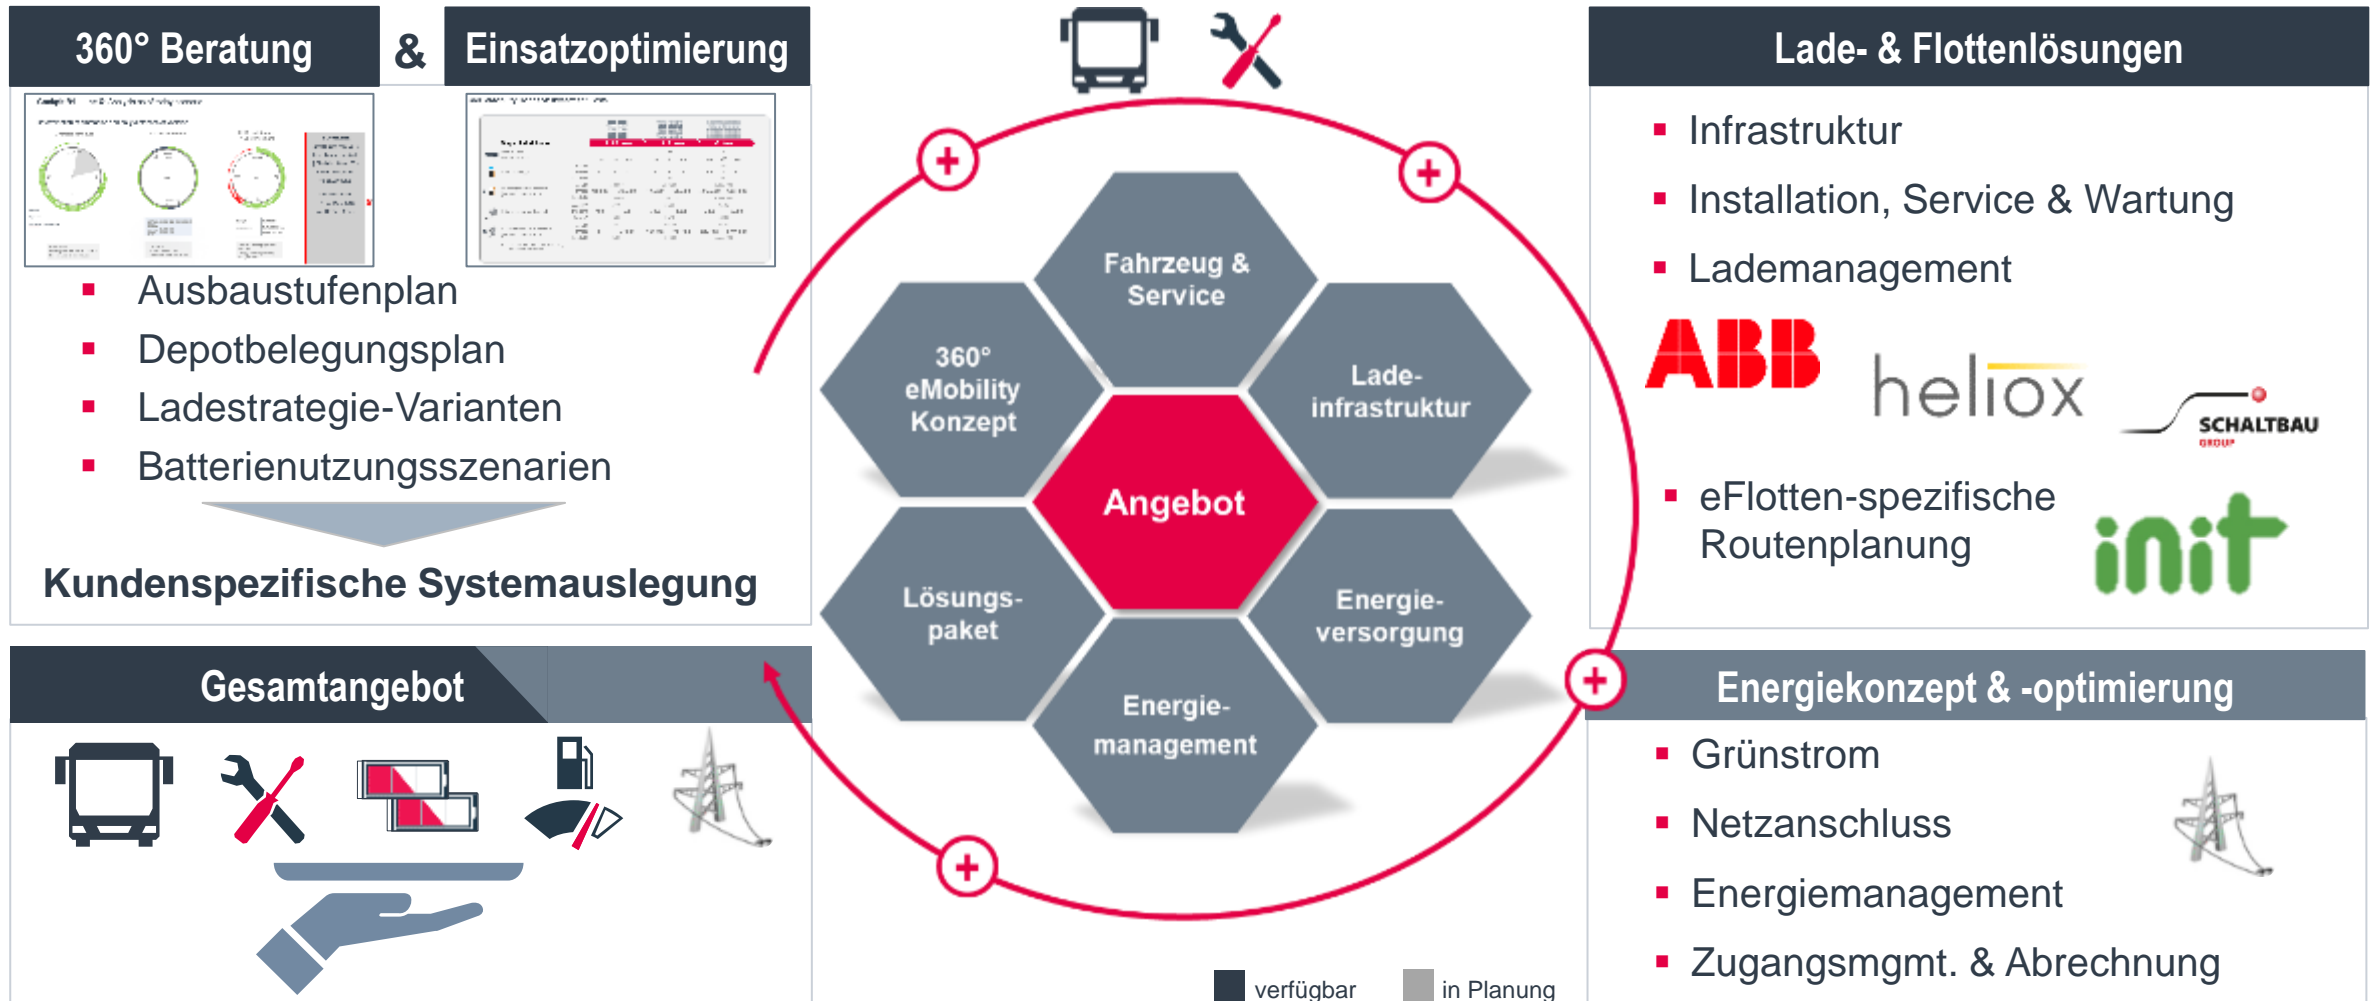 360° Beratung
&
Einsatzoptimierung
Ausbaustufenplan
Depotbelegungsplan
Ladestrategie-Varianten
Batterienutzungsszenarien
Kundenspezifische Systemauslegung
Gesamtangebot
Fahrzeug &
Service
360°
eMobility
Konzept
Lade-
infrastruktur
Angebot
Lösungs-
paket
Energie-
versorgung
Energie-
management
verfügbar
in Planung
Lade- & Flottenlösungen
Infrastruktur
Installation, Service & Wartung
Lademanagement
ABB
heliox
SCHALTBAU
GROUP
eFlotten-spezifische
Routenplanung
init
Energiekonzept & -optimierung
Grünstrom
Netzanschluss
Energiemanagement
Zugangsmgmt. & Abrechnung